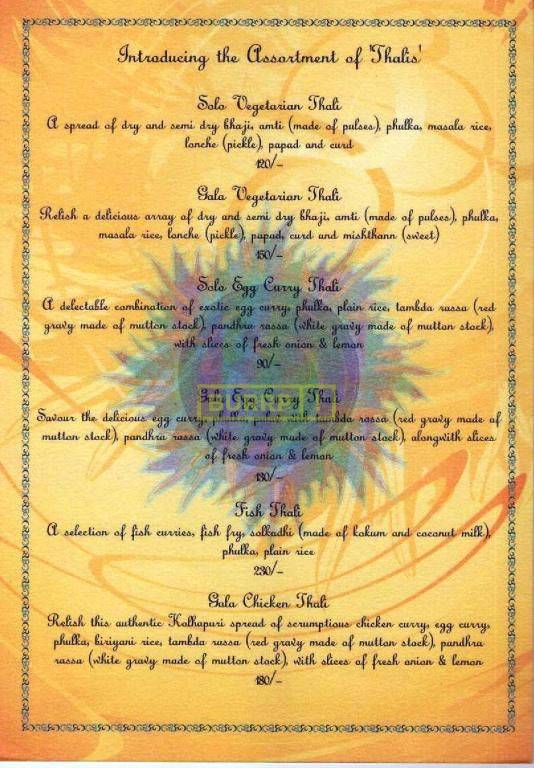 Introducing the Assortment of 'Thalis'
Solo Vegetarian Thali
A spread of dry and semi dry bhaji, amti (made of pulses), phulka, masala rice,
lonche (pickle), papad and curd
120/-
Gala Vegetarian Thali
Relish a delicious array of dry and semi dry bhaji, amti (made of pulses), phulka,
masala rice, lonche (pickle), papad, curd and mishthann (sweet)
150/-
Solo Egg Curry Thali
A delectable combination of exotic egg curry, phulka, plain rice, tambda rassa (red
gravy made of mutton stock), pandhra rassa (white gravy made of mutton stock),
with slices of fresh onion & lemon
90/-
Egg Curry Thali
Savour the delicious egg curry, with tambda rassa (red gravy made of
mutton stock), pandhra rassa (white gravy made of mutton stock), alongwith slices
of fresh onion & lemon
130/-
Fish Thali
A selection of fish curries, fish fry, solkadhi (made of kokum and coconut milk),
phulka, plain rice
230/-
Gala Chicken Thali
Relish this authentic Kolhapuri spread of scrumptious chicken curry, egg curry,
phulka, biriyani rice, tambda rassa (red gravy made of mutton stock), pandhra
rassa (white gravy made of mutton stock), with slices of fresh onion & lemon
180/-